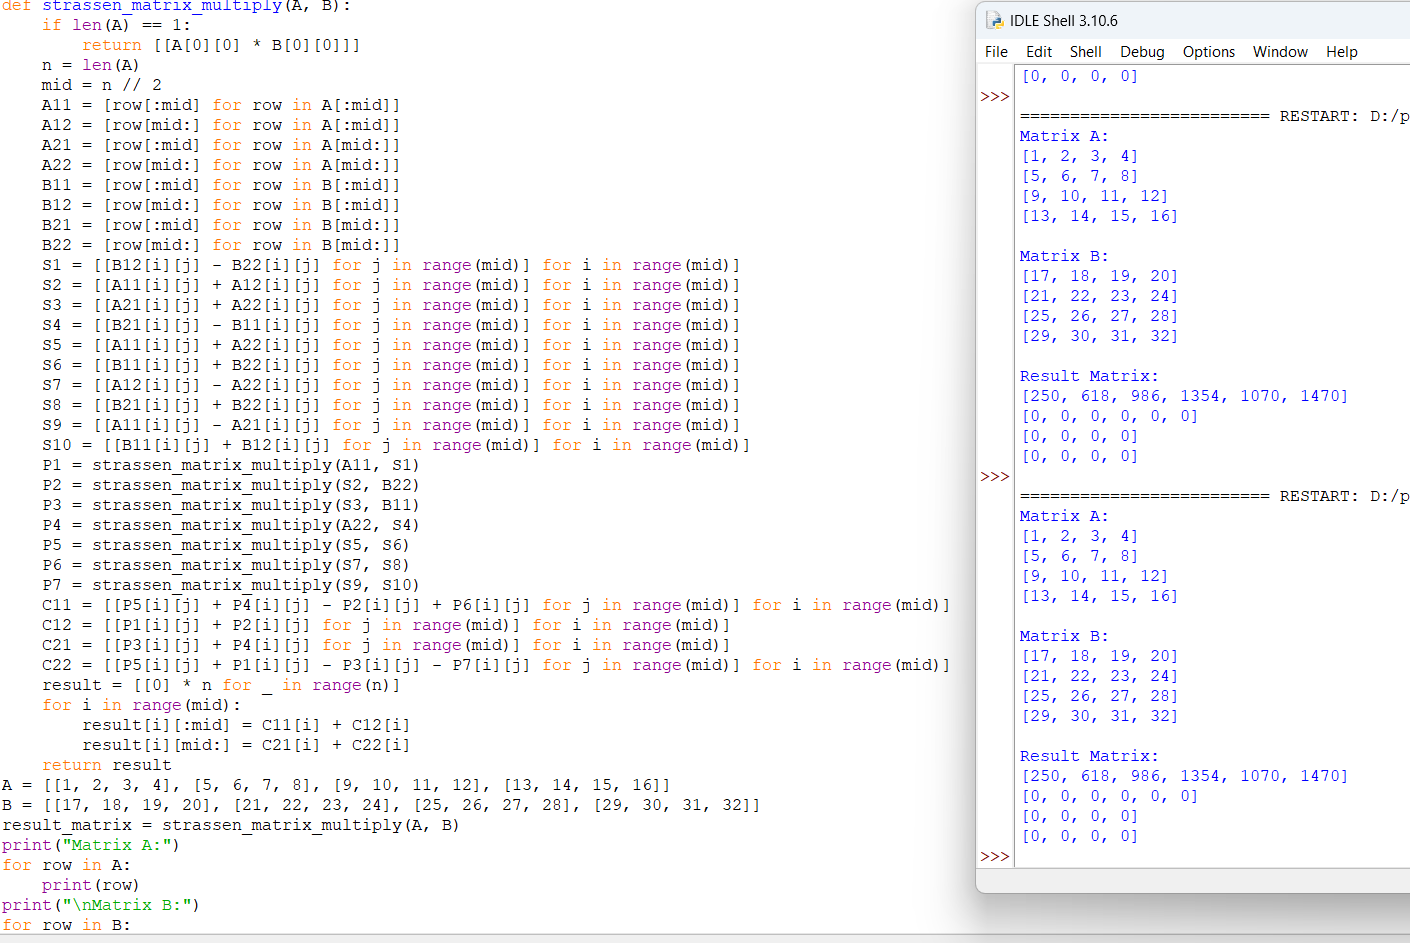 def strassen_matrix_multiply(A, B):
    if len(A) == 1:
        return [[A[0][0] * B[0][0]]]
    n = len(A)
    mid = n // 2
    A11 = [row[:mid] for row in A[:mid]]
    A12 = [row[mid:] for row in A[:mid]]
    A21 = [row[:mid] for row in A[mid:]]
    A22 = [row[mid:] for row in A[mid:]]
    B11 = [row[:mid] for row in B[:mid]]
    B12 = [row[mid:] for row in B[:mid]]
    B21 = [row[:mid] for row in B[mid:]]
    B22 = [row[mid:] for row in B[mid:]]
    S1 = [[B12[i][j] - B22[i][j] for j in range(mid)] for i in range(mid)]
    S2 = [[A11[i][j] + A12[i][j] for j in range(mid)] for i in range(mid)]
    S3 = [[A21[i][j] + A22[i][j] for j in range(mid)] for i in range(mid)]
    S4 = [[B21[i][j] - B11[i][j] for j in range(mid)] for i in range(mid)]
    S5 = [[A11[i][j] + A22[i][j] for j in range(mid)] for i in range(mid)]
    S6 = [[B11[i][j] + B22[i][j] for j in range(mid)] for i in range(mid)]
    S7 = [[A12[i][j] - A22[i][j] for j in range(mid)] for i in range(mid)]
    S8 = [[B21[i][j] + B22[i][j] for j in range(mid)] for i in range(mid)]
    S9 = [[A11[i][j] - A21[i][j] for j in range(mid)] for i in range(mid)]
    S10 = [[B11[i][j] + B12[i][j] for j in range(mid)] for i in range(mid)]
    P1 = strassen_matrix_multiply(A11, S1)
    P2 = strassen_matrix_multiply(S2, B22)
    P3 = strassen_matrix_multiply(S3, B11)
    P4 = strassen_matrix_multiply(A22, S4)
    P5 = strassen_matrix_multiply(S5, S6)
    P6 = strassen_matrix_multiply(S7, S8)
    P7 = strassen_matrix_multiply(S9, S10)
    C11 = [[P5[i][j] + P4[i][j] - P2[i][j] + P6[i][j] for j in range(mid)] for i in range(mid)]
    C12 = [[P1[i][j] + P2[i][j] for j in range(mid)] for i in range(mid)]
    C21 = [[P3[i][j] + P4[i][j] for j in range(mid)] for i in range(mid)]
    C22 = [[P5[i][j] + P1[i][j] - P3[i][j] - P7[i][j] for j in range(mid)] for i in range(mid)]
    result = [[0] * n for _ in range(n)]
    for i in range(mid):
        result[i][:mid] = C11[i] + C12[i]
        result[i][mid:] = C21[i] + C22[i]
    return result
A = [[1, 2, 3, 4], [5, 6, 7, 8], [9, 10, 11, 12], [13, 14, 15, 16]]
B = [[17, 18, 19, 20], [21, 22, 23, 24], [25, 26, 27, 28], [29, 30, 31, 32]]
result_matrix = strassen_matrix_multiply(A, B)
print("Matrix A:")
for row in A:
    print(row)
print("\nMatrix B:")
for row in B:
IDLE Shell 3.10.6
File Edit Shell Debug Options Window Help
[0, 0, 0, 0]
>>>
========================= RESTART: D:/p
Matrix A:
[1, 2, 3, 4]
[5, 6, 7, 8]
[9, 10, 11, 12]
[13, 14, 15, 16]
Matrix B:
[17, 18, 19, 20]
[21, 22, 23, 24]
[25, 26, 27, 28]
[29, 30, 31, 32]
Result Matrix:
[250, 618, 986, 1354, 1070, 1470]
[0, 0, 0, 0, 0, 0]
[0, 0, 0, 0]
[0, 0, 0, 0]
>>>
========================= RESTART: D:/p
Matrix A:
[1, 2, 3, 4]
[5, 6, 7, 8]
[9, 10, 11, 12]
[13, 14, 15, 16]
Matrix B:
[17, 18, 19, 20]
[21, 22, 23, 24]
[25, 26, 27, 28]
[29, 30, 31, 32]
Result Matrix:
[250, 618, 986, 1354, 1070, 1470]
[0, 0, 0, 0, 0, 0]
[0, 0, 0, 0]
[0, 0, 0, 0]
>>>